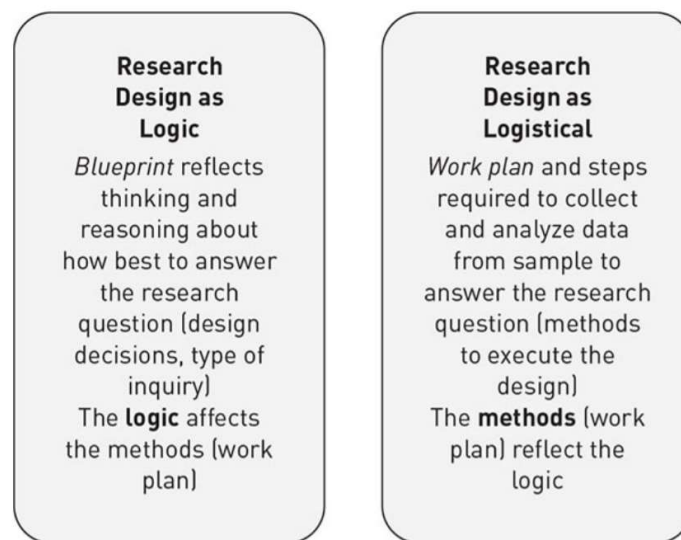 Research
Design as
Logic
Blueprint reflects
thinking and
reasoning about
how best to answer
the research
question (design
decisions, type of
inquiry)
The logic affects
the methods (work
plan)
Research
Design as
Logistical
Work plan and steps
required to collect
and analyze data
from sample to
answer the research
question (methods
to execute the
design)
The methods (work
plan) reflect the
logic